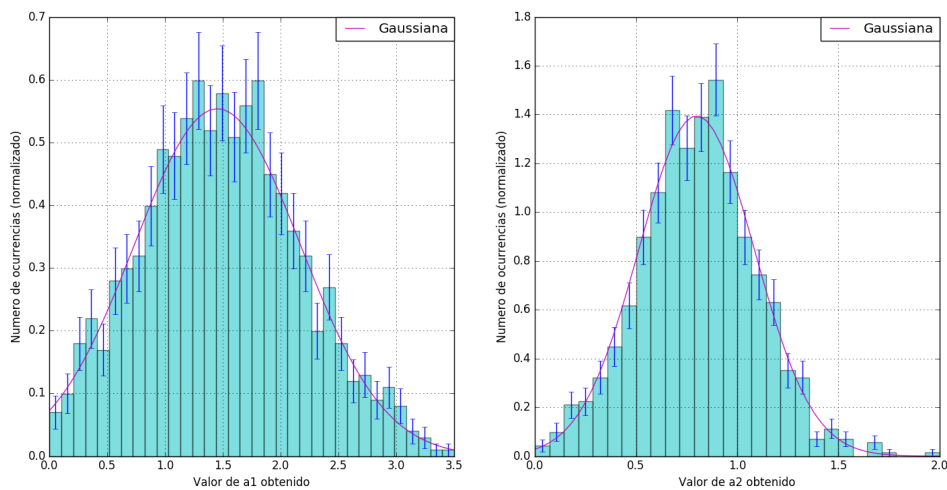 Gaussiana
Numero de ocurrencias (normalizado)
0.7
0.6
0.5
0.4
0.3
0.2
0.1
0.0
0.0 0.5 1.0 1.5 2.0 2.5 3.0 3.5
Valor de a1 obtenido
Gaussiana
Numero de ocurrencias (normalizado)
1.8
1.6
1.4
1.2
1.0
0.8
0.6
0.4
0.2
0.0
0.0 0.5 1.0 1.5 2.0
Valor de a2 obtenido